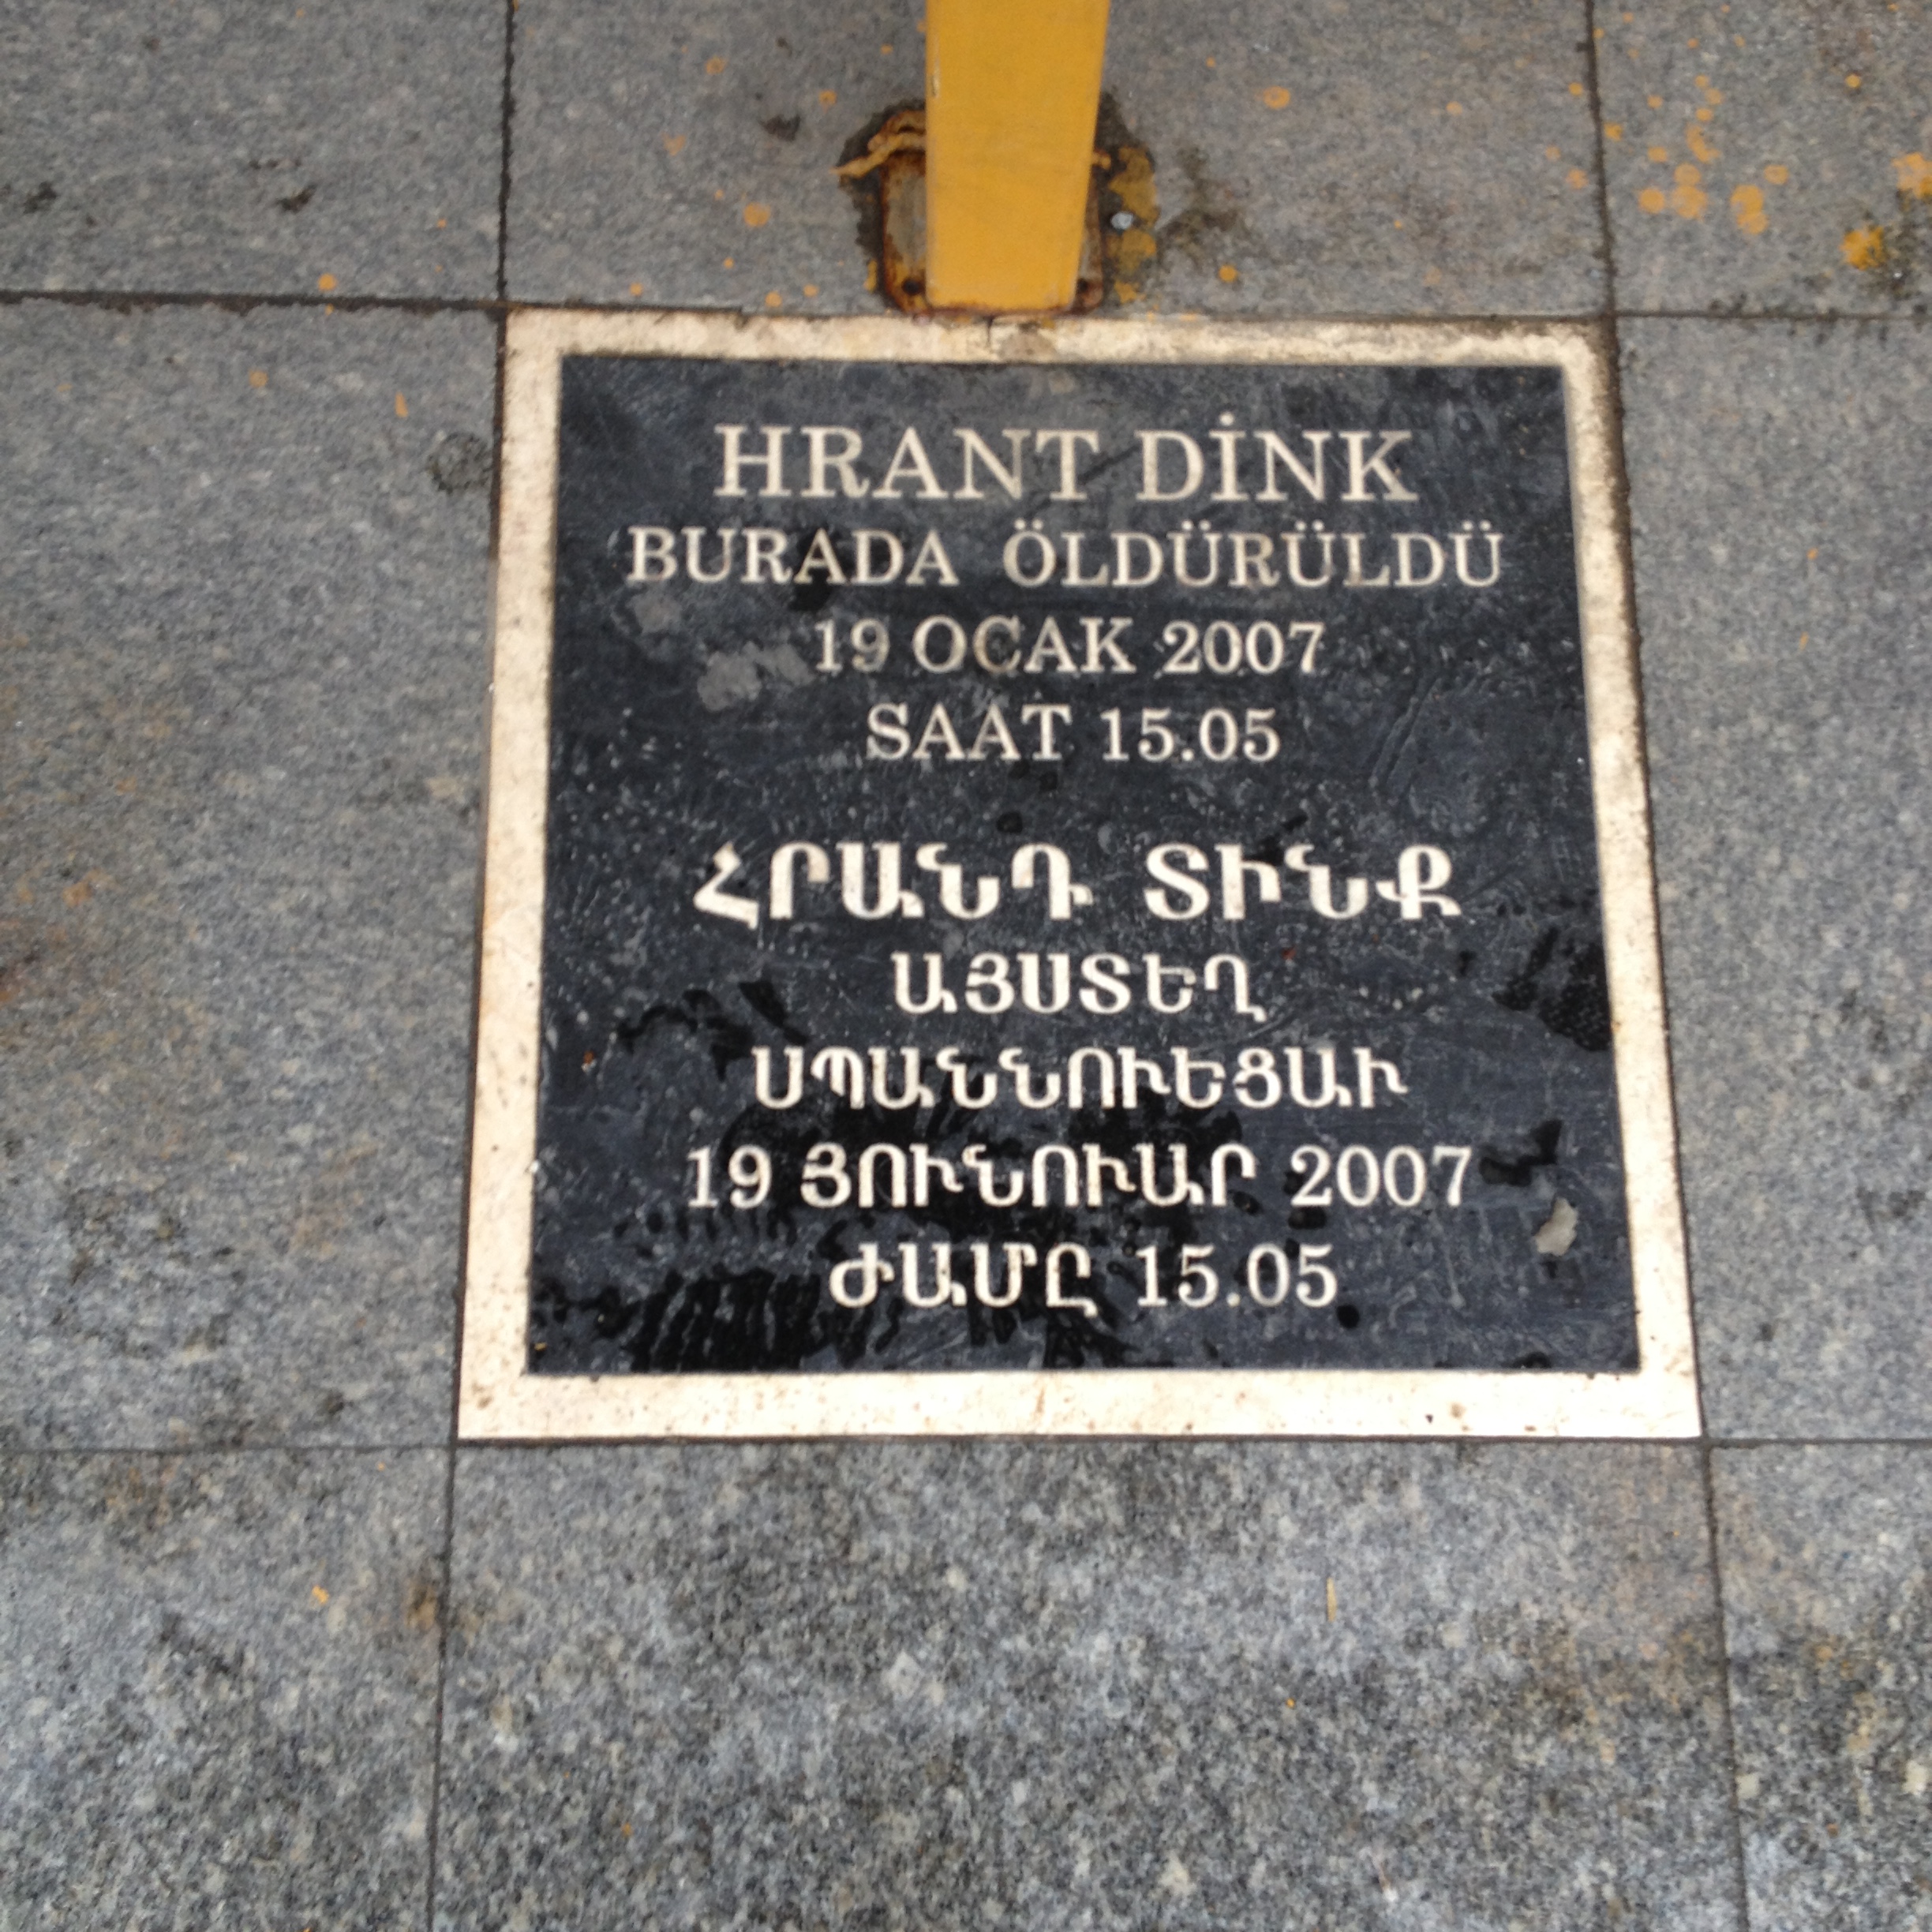 HRANT DİNK
BURADA ÖLDÜRÜLDÜ
19 OCAK 2007
SAAT 15.05
ՀՐԱՆԴ ՏԻՆՔ
ԱՅՍՏԵՂ
ՍՊԱՆՆՈՒԵՑԱՒ
19 ՅՈՒՆՈՒԱՐ 2007
ԺԱՄԸ 15.05